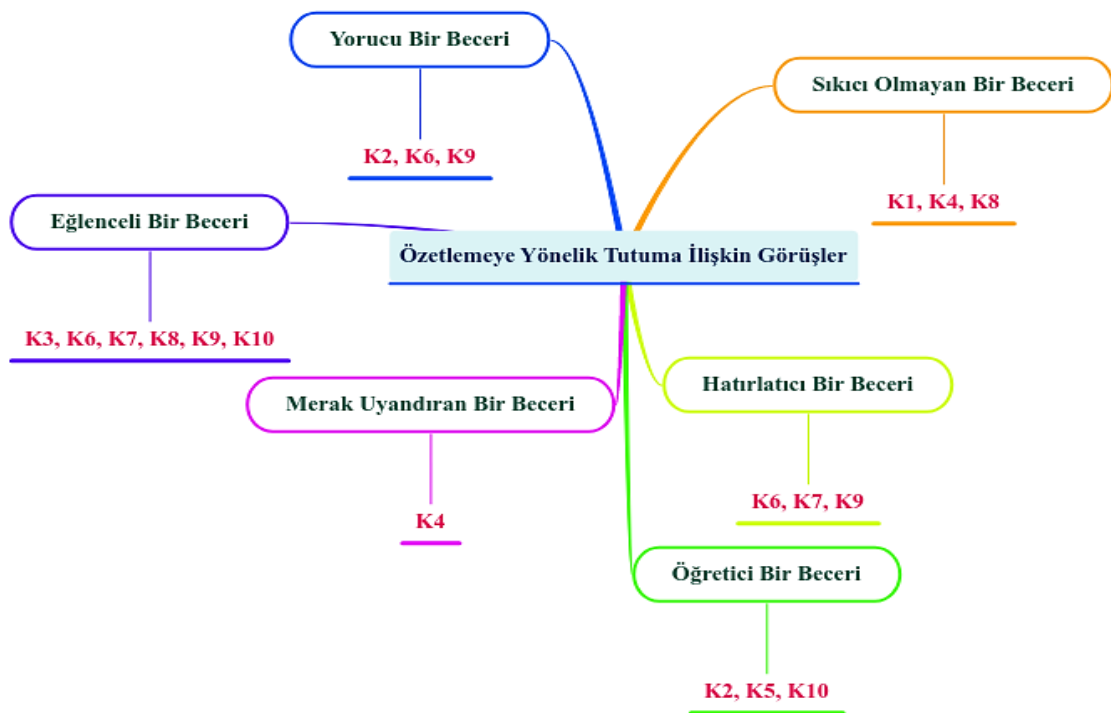 Yorucu Bir Beceri
K2, K6, K9
Sıkıcı Olmayan Bir Beceri
K1, K4, K8
Eğlenceli Bir Beceri
K3, K6, K7, K8, K9, K10
Özetlemeye Yönelik Tutuma İlişkin Görüşler
Merak Uyandıran Bir Beceri
K4
Hatırlatıcı Bir Beceri
K6, K7, K9
Öğretici Bir Beceri
K2, K5, K10